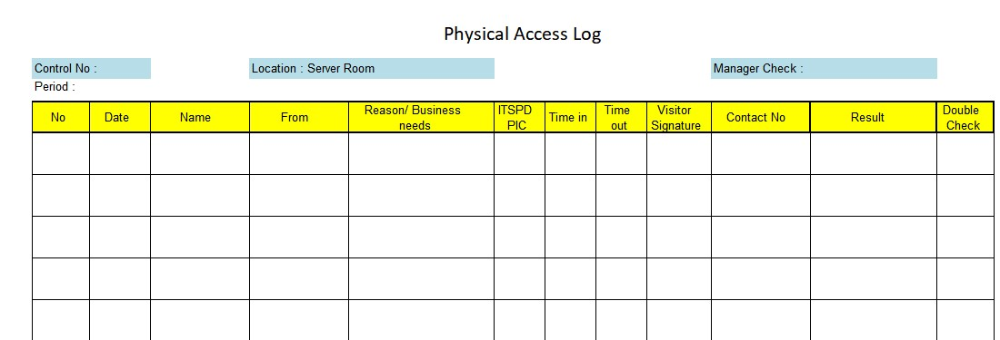 Physical Access Log
Control No :
Location : Server Room
Manager Check :
Period :
No
Date
Name
From
Reason/ Business
needs
ITSPD
PIC
Time in
Time
out
Visitor
Signature
Contact No
Result
Double
Check